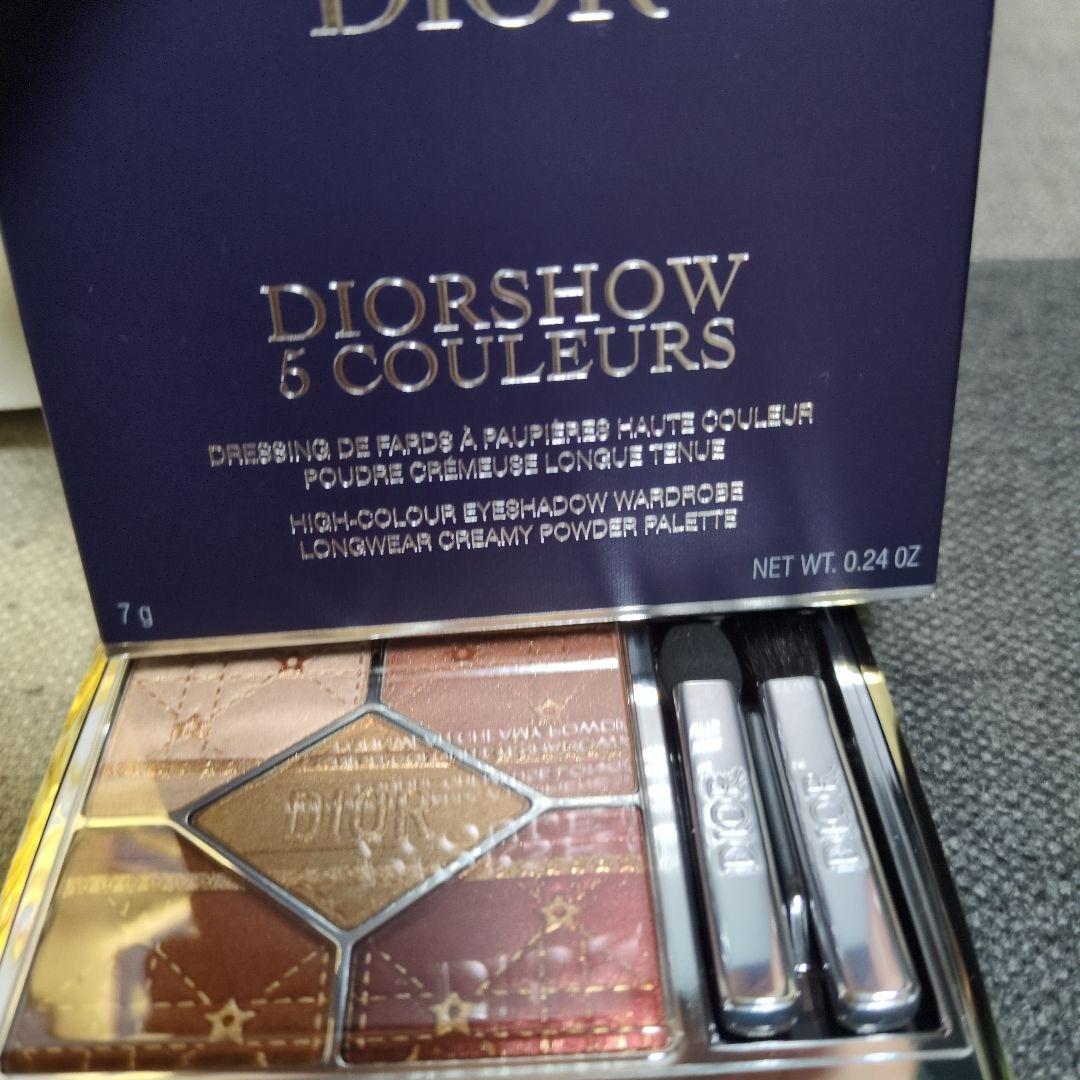 DIOR
DIORSHOW
5 COULEURS
DRESSING DE FARDS À PAUPIÈRES HAUTE COULEUR
POUDRE CRÉMEUSE LONGUE TENUE
HIGH-COLOUR EYESHADOW WARDROBE
LONGWEAR CREAMY POWDER PALETTE
7 g
NET WT. 0.24 OZ
DIOR
DIOR
DIOR